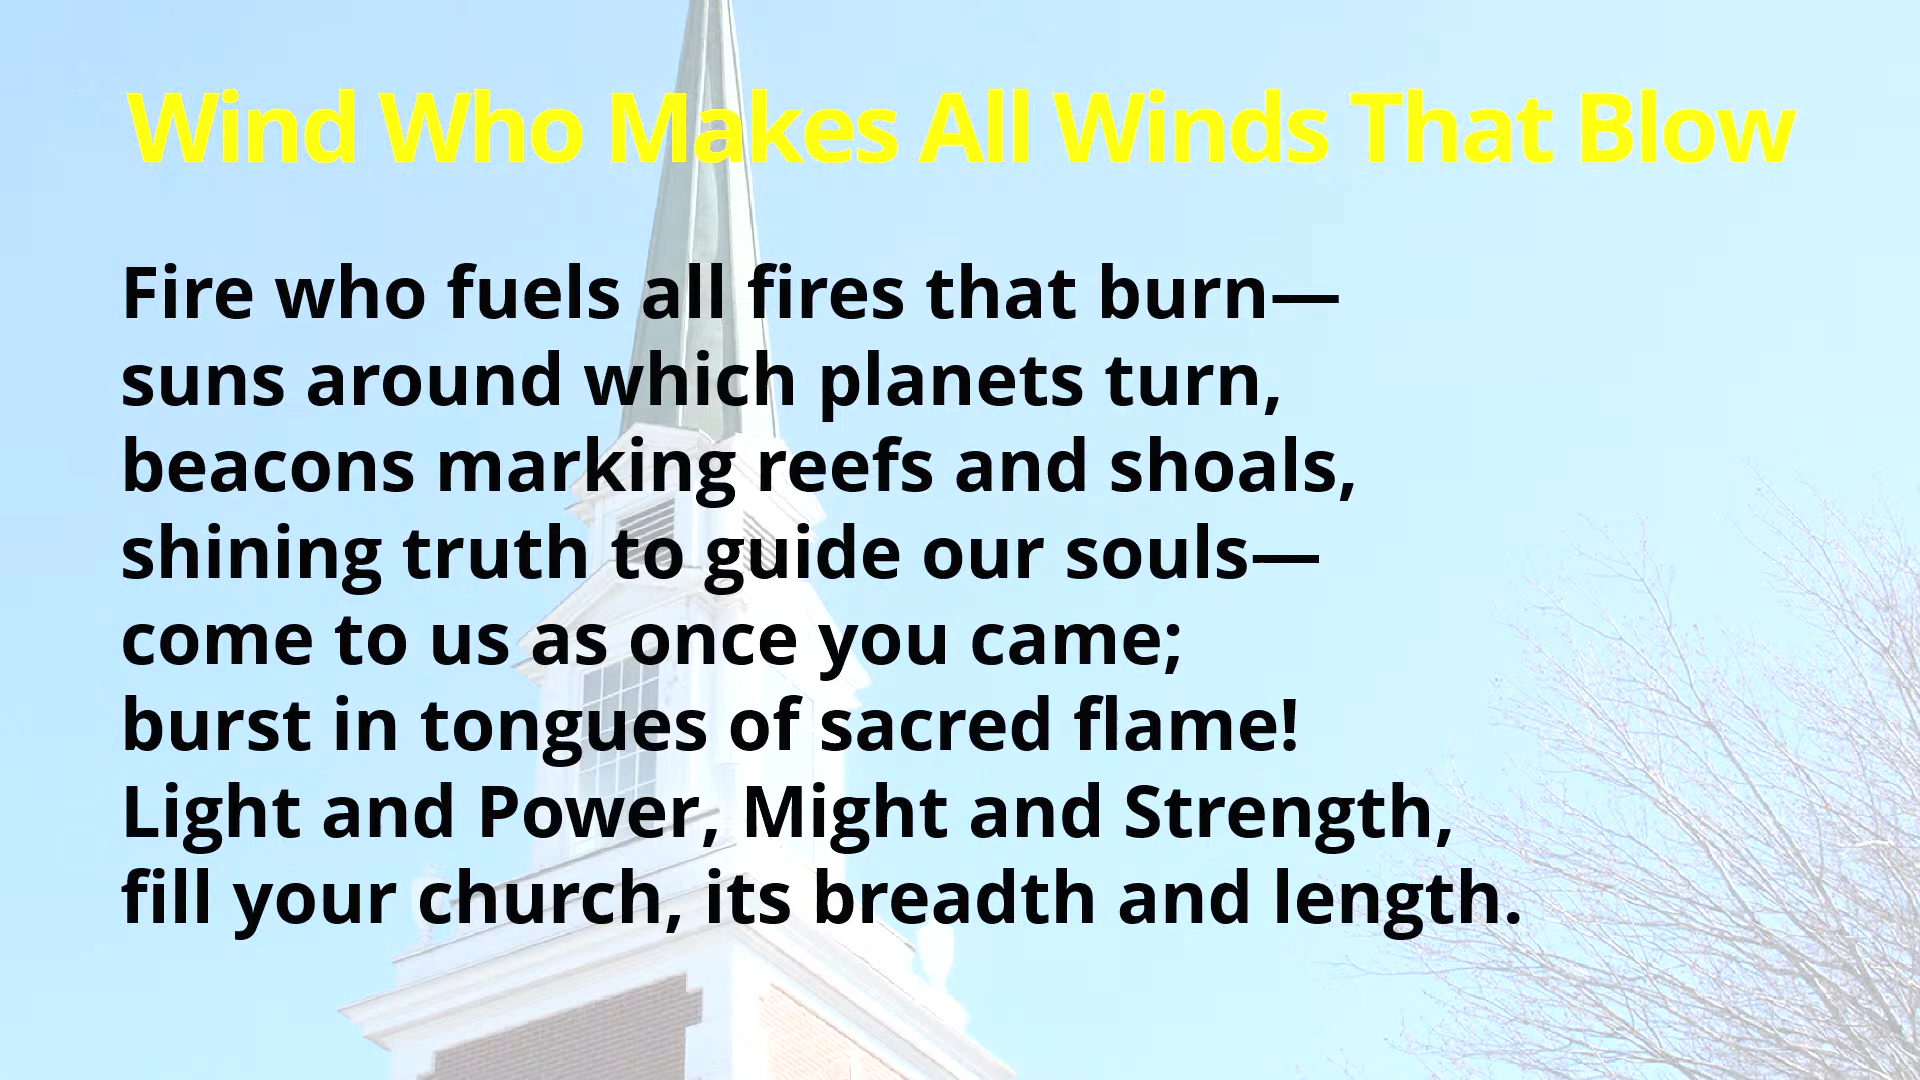 Wind Who Makes All Winds That Blow
Fire who fuels all fires that burn—
suns around which planets turn,
beacons marking reefs and shoals,
shining truth to guide our souls—
come to us as once you came;
burst in tongues of sacred flame!
Light and Power, Might and Strength,
fill your church, its breadth and length.